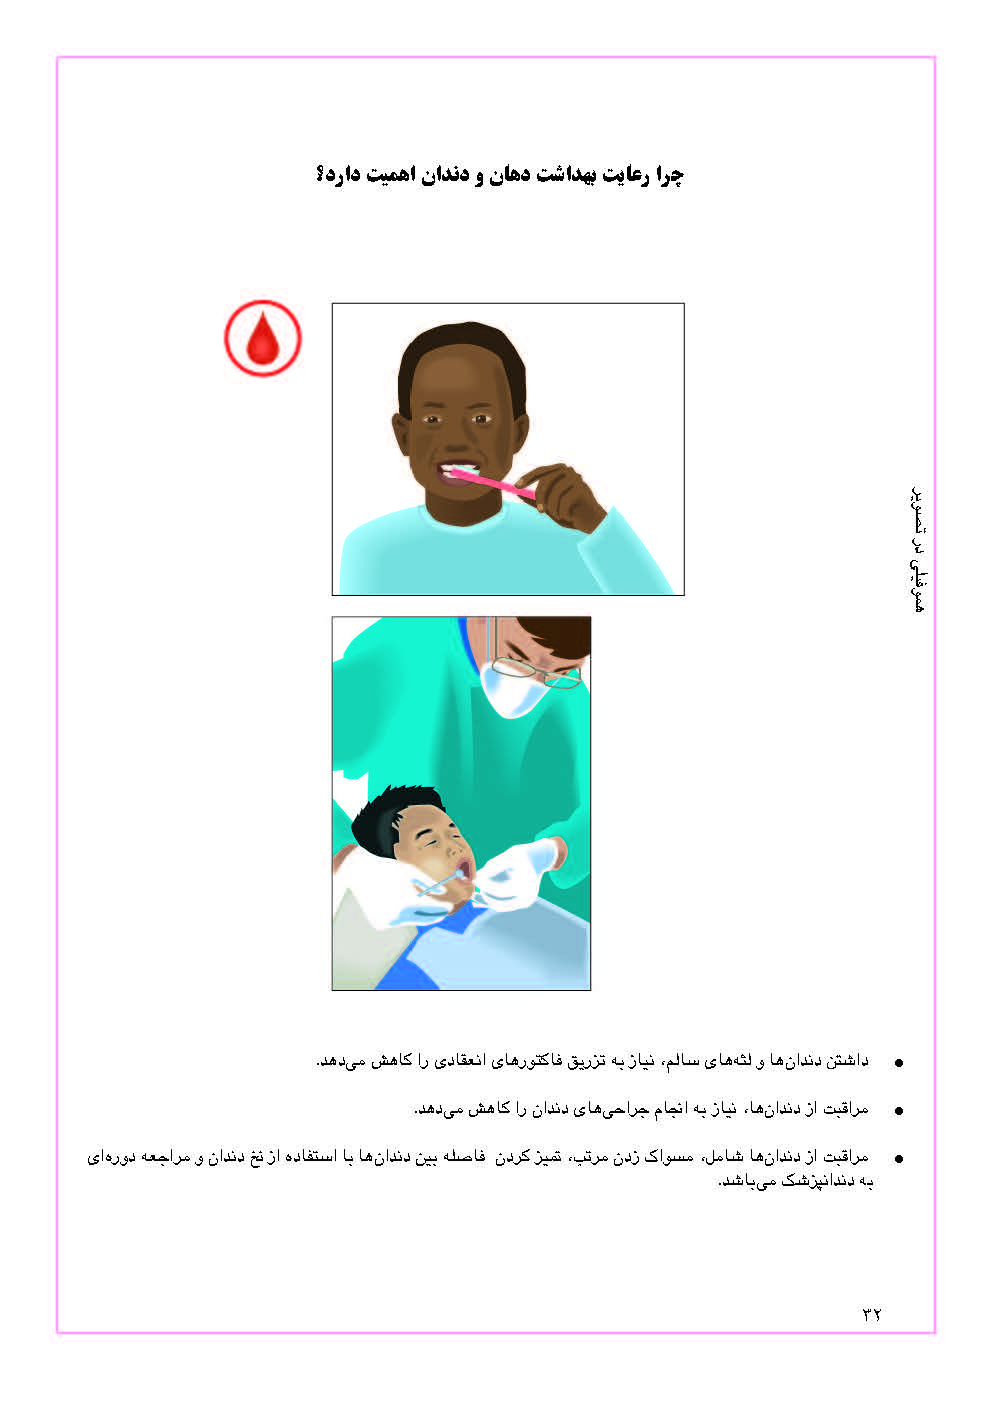 چرا رعایت بهداشت دهان و دندان اهمیت دارد؟
هموفیلی در تصویر
● داشتن دندان‌ها و لثه‌های سالم، نیاز به تزریق فاکتورهای انعقادی را کاهش می‌دهد.
● مراقبت از دندان‌ها، نیاز به انجام جراحی‌های دندان را کاهش می‌دهد.
● مراقبت از دندان‌ها شامل، مسواک زدن مرتب، تمیز کردن فاصله بین دندان‌ها با استفاده از نخ دندان و مراجعه دوره‌ای
به دندانپزشک می‌باشد.
۳۲